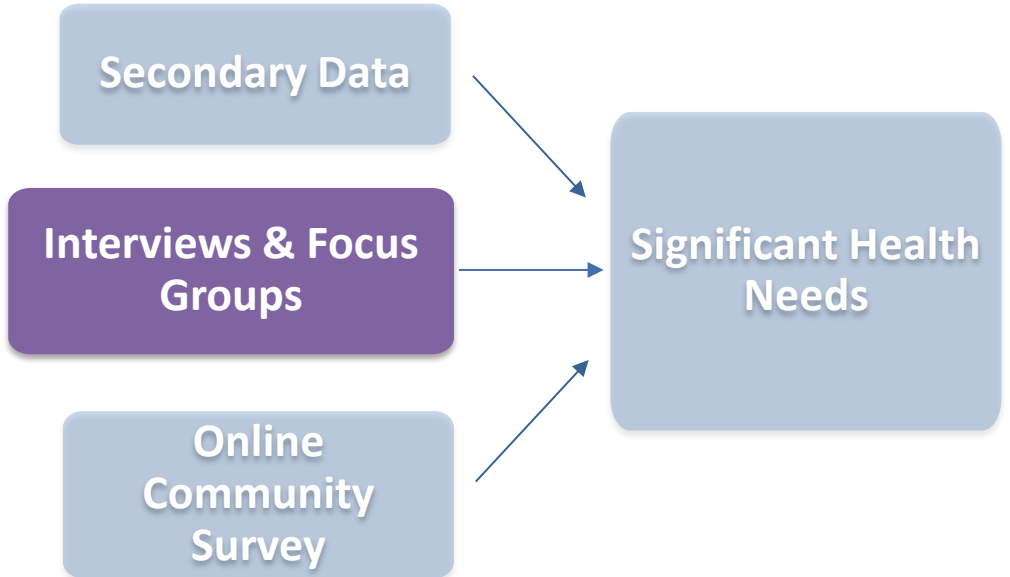 Secondary Data
Interviews & Focus
Groups
Online
Community
Survey
Significant Health
Needs